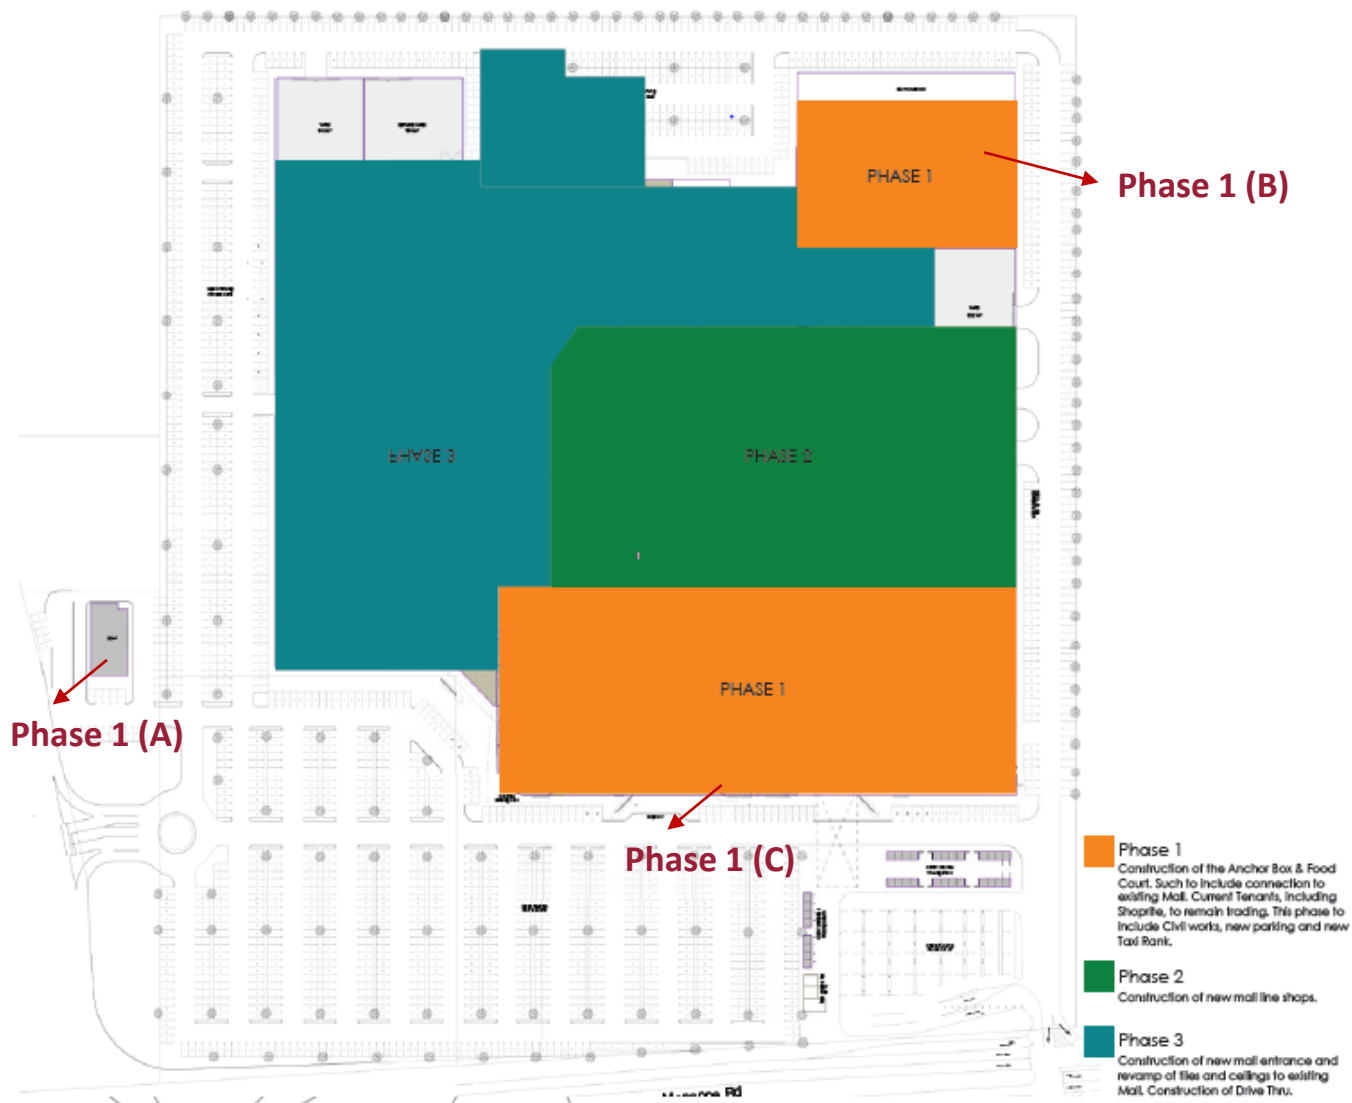 PHASE 1
Phase 1 (B)
PHASE 3
PHASE 2
PHASE 1
Phase 1 (A)
Phase 1 (C)
Phase 1
Construction of the Anchor Box & Food
Court. Such to include connection to
existing Mall. Current Tenants, including
Shoprite, to remain trading. This phase to
include Civil works, new parking and new
Taxi Rank.
Phase 2
Construction of new mall line shops.
Phase 3
Construction of new mall entrance and
revamp of tiles and ceilings to existing
Mall. Construction of Drive Thru.
Rd